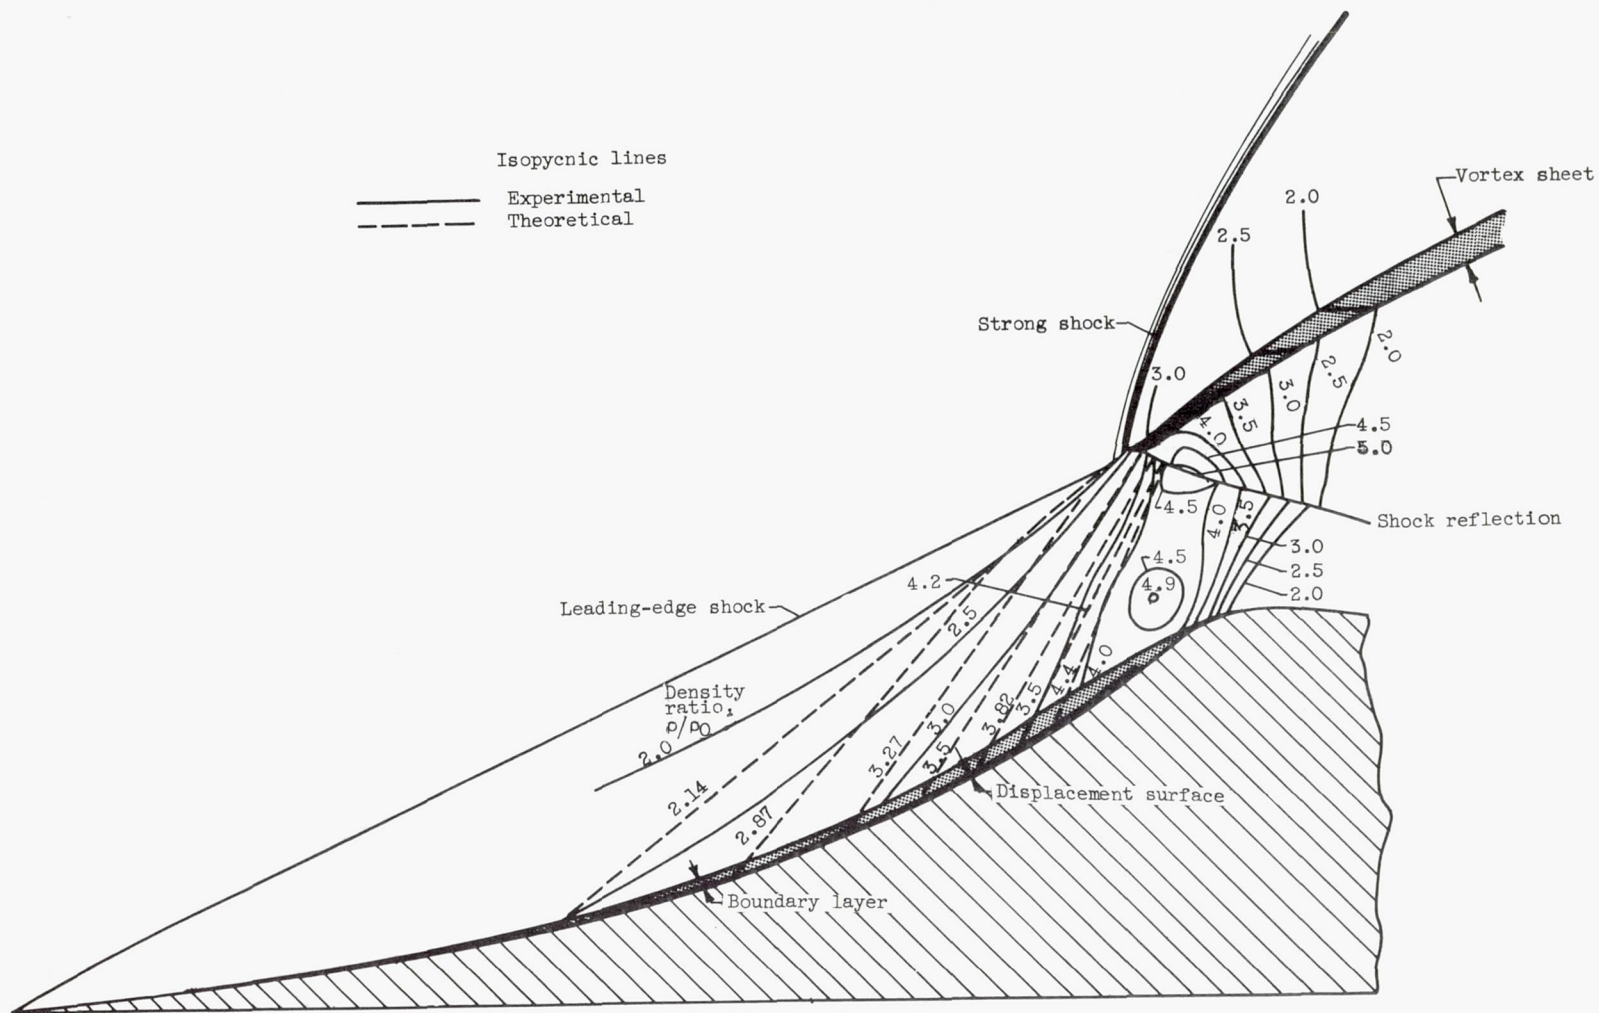 Isopycnic lines
Experimental
Theoretical
Vortex sheet
2.0
2.5
Strong shock
3.0
2.0
2.5
3.0
3.5
4.0
4.5
5.0
4.5
4.0
3.5
Shock reflection
3.0
2.5
2.0
4.5
4.9
4.2
Leading-edge shock
2.5
4.0
4.4
3.5
3.82
3.0
3.5
3.27
Density
ratio,
ρ/ρ₀
2.0
2.14
2.87
Displacement surface
Boundary layer